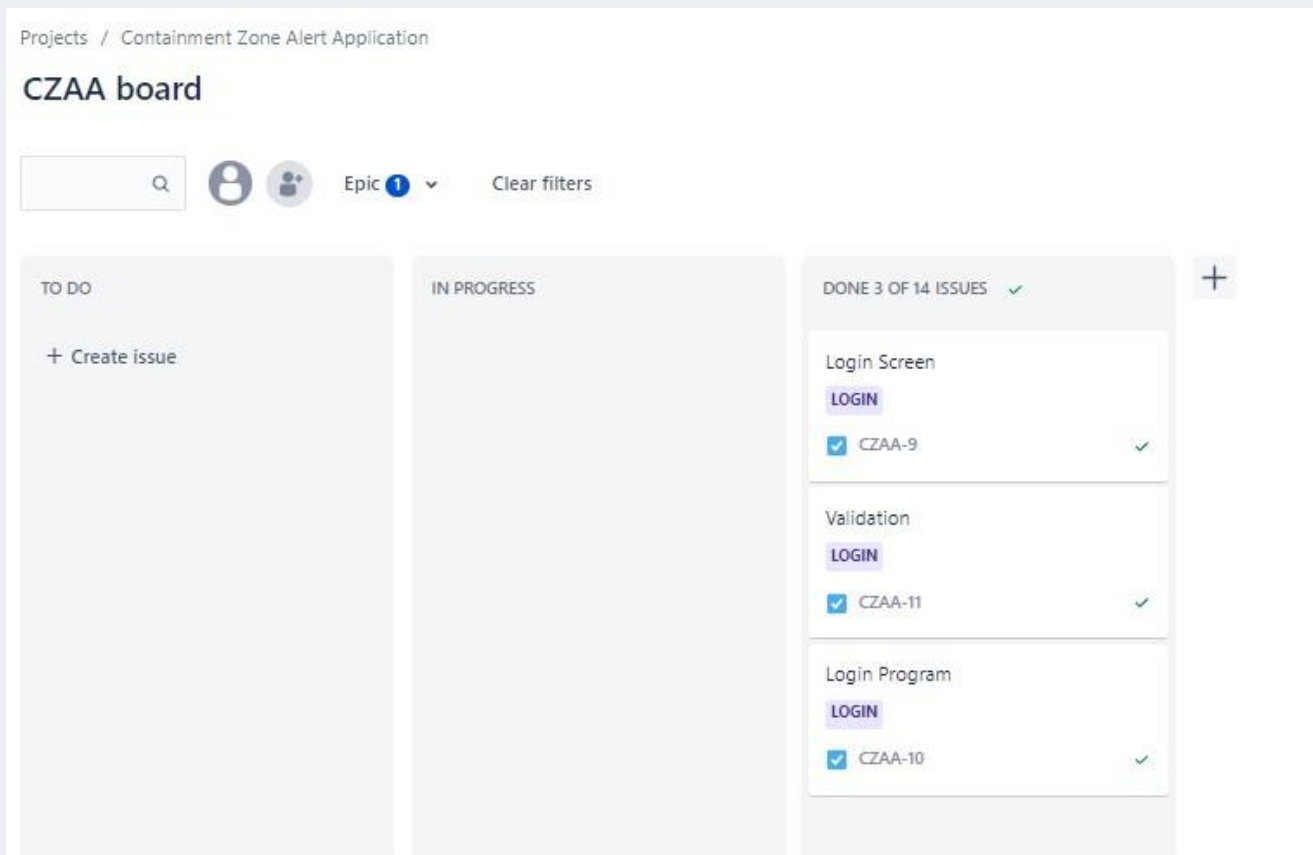 Projects / Containment Zone Alert Application
CZAA board
Epic 1
Clear filters
TO DO
+ Create issue
IN PROGRESS
DONE 3 OF 14 ISSUES
Login Screen
LOGIN
CZAA-9
Validation
LOGIN
CZAA-11
Login Program
LOGIN
CZAA-10